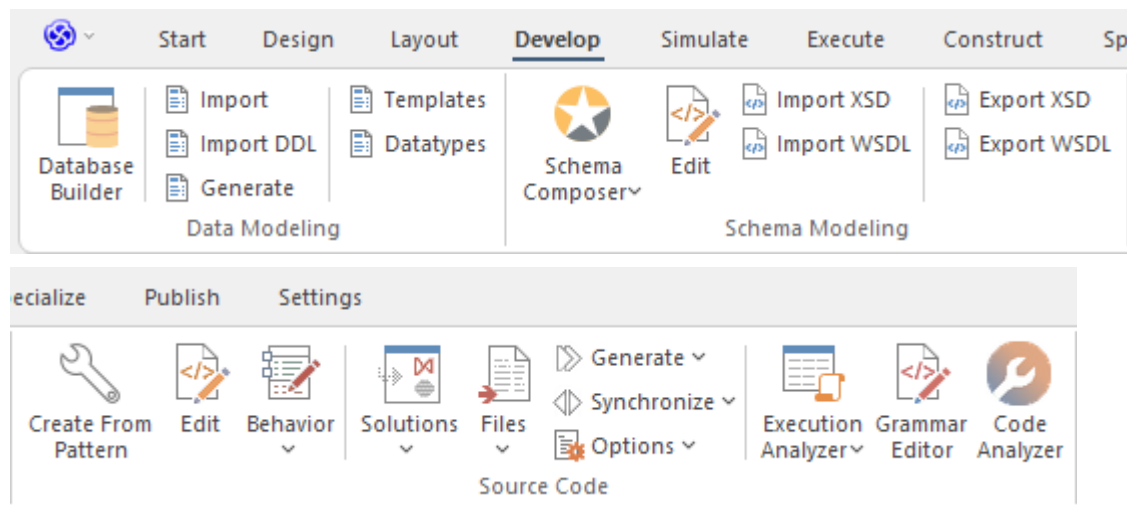 Start Design Layout Develop Simulate Execute Construct Sp
Import Templates Import XSD Export XSD
Import DDL Datatypes Import WSDL Export WSDL
Database Schema Edit
Builder Generate Composer
Data Modeling Schema Modeling
ecialize Publish Settings
Generate
Synchronize
Create From Edit Behavior Solutions Files Execution Grammar Code
Pattern Options Analyzer Editor Analyzer
Source Code